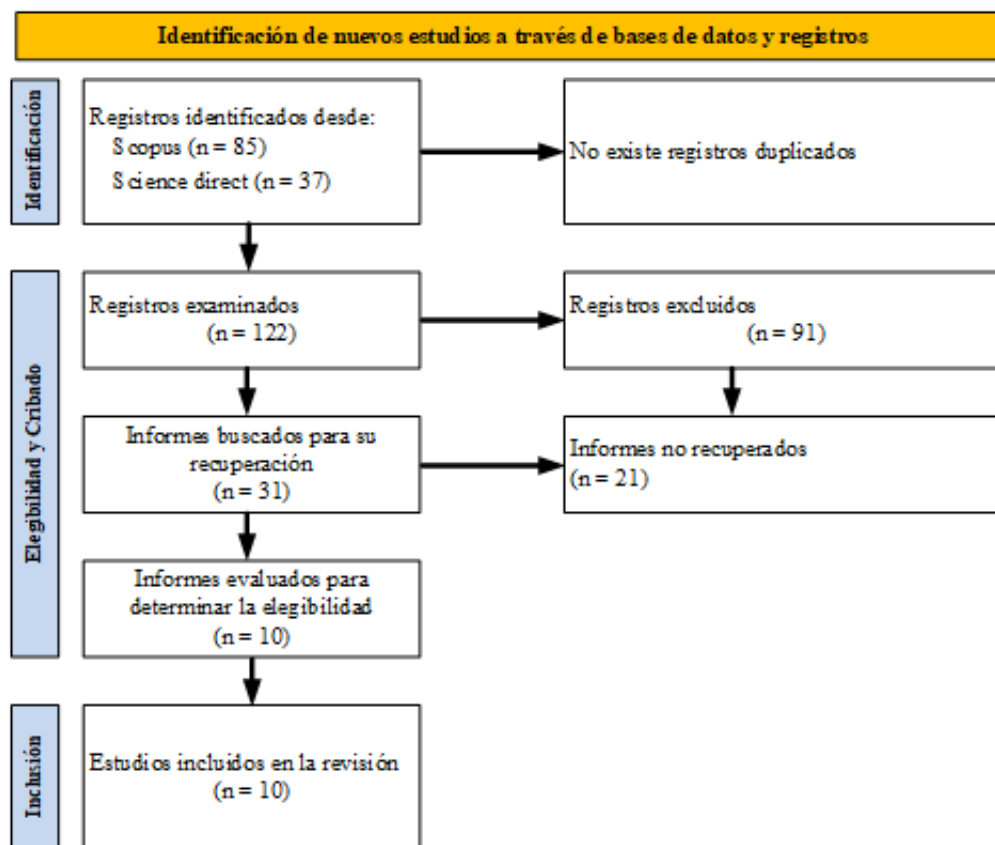 Identificación de nuevos estudios a través de bases de datos y registros
Identificación
Registros identificados desde:
Scopus (n = 85)
Science direct (n = 37)
No existe registros duplicados
Elegibilidad y Cribado
Registros examinados
(n = 122)
Registros excluidos
(n = 91)
Informes buscados para su
recuperación
(n = 31)
Informes no recuperados
(n = 21)
Informes evaluados para
determinar la elegibilidad
(n = 10)
Inclusión
Estudios incluidos en la revisión
(n = 10)